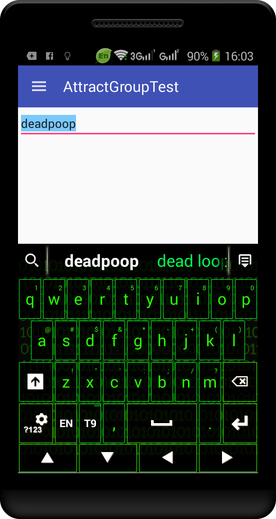 En 3G G 90% 16:03
AttractGroupTest
deadpoop
deadpoop dead loo
1 2 3 4 5 6 7 8 9 0
q w e r t y u i o p
a s d f g h j k l
z x c v b n m
?123 EN T9 , .